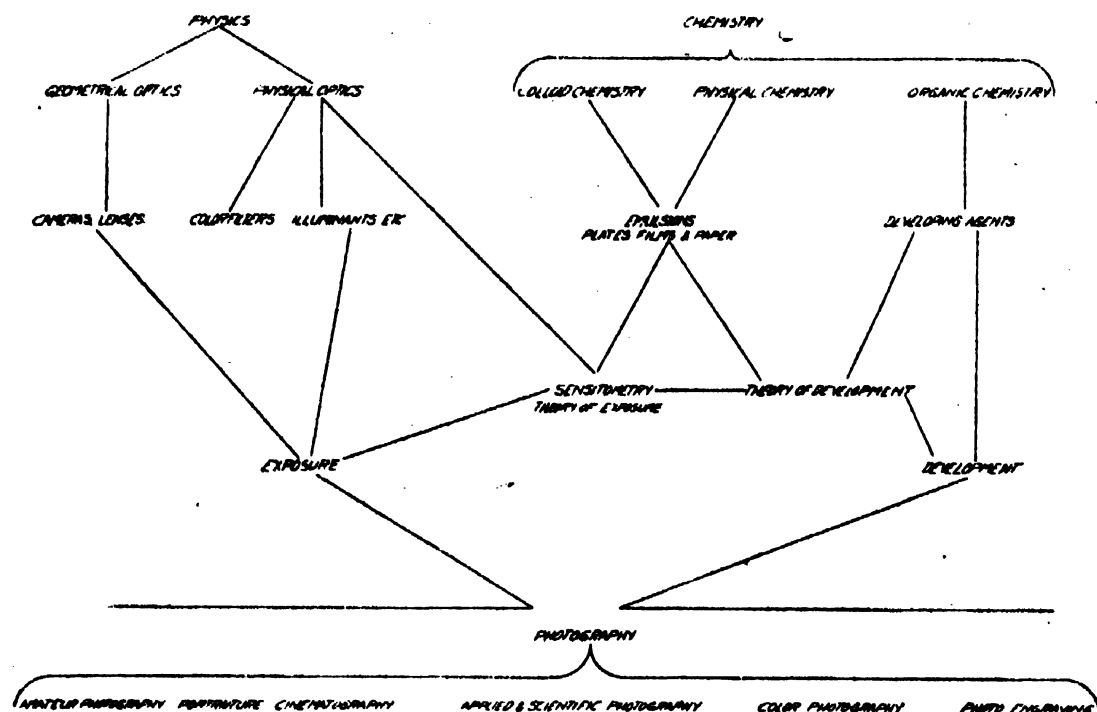 PHYSICS
CHEMISTRY
GEOMETRICAL OPTICS
PHYSICAL OPTICS
COLLOID CHEMISTRY
PHYSICAL CHEMISTRY
ORGANIC CHEMISTRY
CAMERAS, LENSES.
COLORFILTERS
ILLUMINANTS ETC
EMULSIONS
PLATES FILMS & PAPER
DEVELOPING AGENTS
SENSITOMETRY
THEORY OF EXPOSURE
THEORY OF DEVELOPMENT
EXPOSURE
DEVELOPMENT
PHOTOGRAPHY
AMATEUR PHOTOGRAPHY PORTRAITURE CINEMATOGRAPHY APPLIED & SCIENTIFIC PHOTOGRAPHY COLOR PHOTOGRAPHY PHOTO ENGRAVING